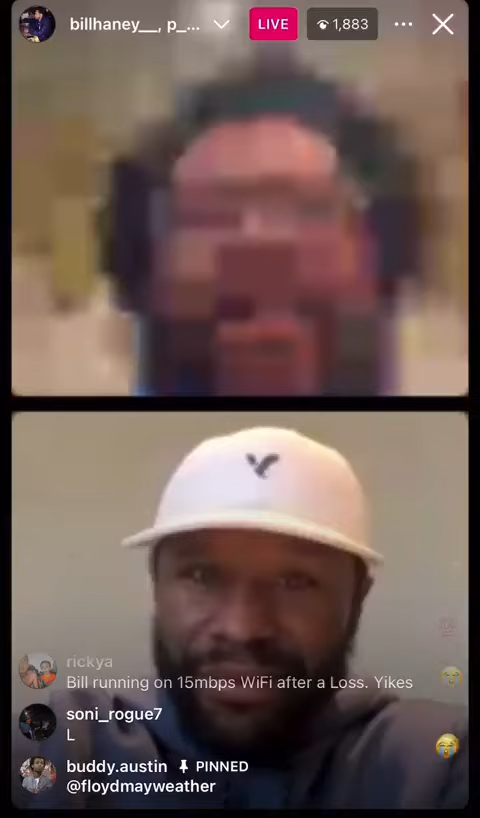 billhaney__, p_...
LIVE
1,883
rickya
Bill running on 15mbps WiFi after a Loss. Yikes
soni_rogue7
L
buddy.austin PINNED
@floydmayweather